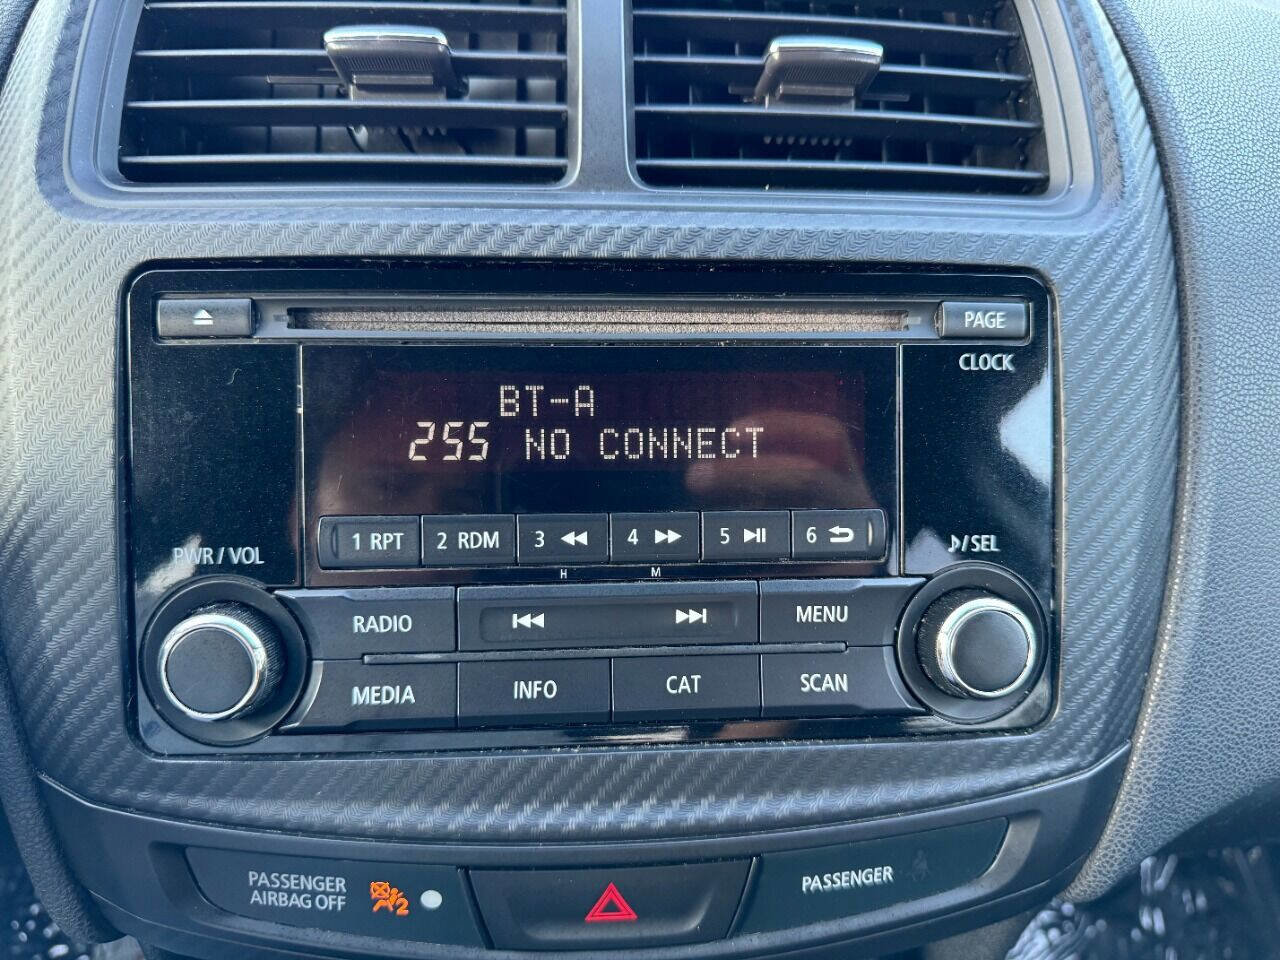 PAGE
CLOCK
BT-A
255 NO CONNECT
1 RPT 2 RDM 3 4 5 6
H M
PWR / VOL
♪/SEL
RADIO
MENU
MEDIA INFO CAT SCAN
PASSENGER
AIRBAG OFF
2
PASSENGER